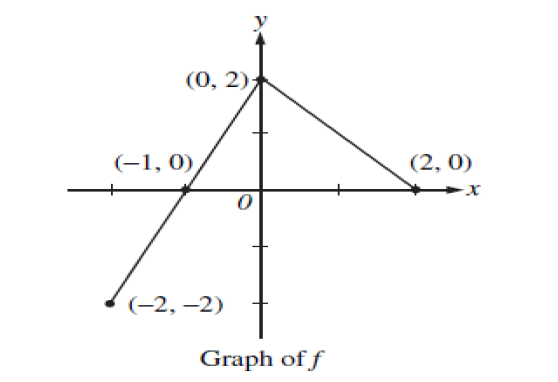 y
(0, 2)
(−1, 0)
(2, 0)
x
O
(−2, −2)
Graph of f